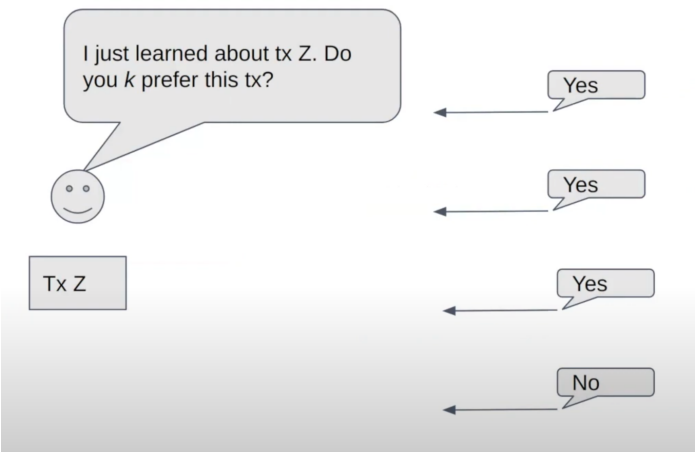 I just learned about tx Z. Do
you k prefer this tx?
Yes
Yes
Tx Z
Yes
No